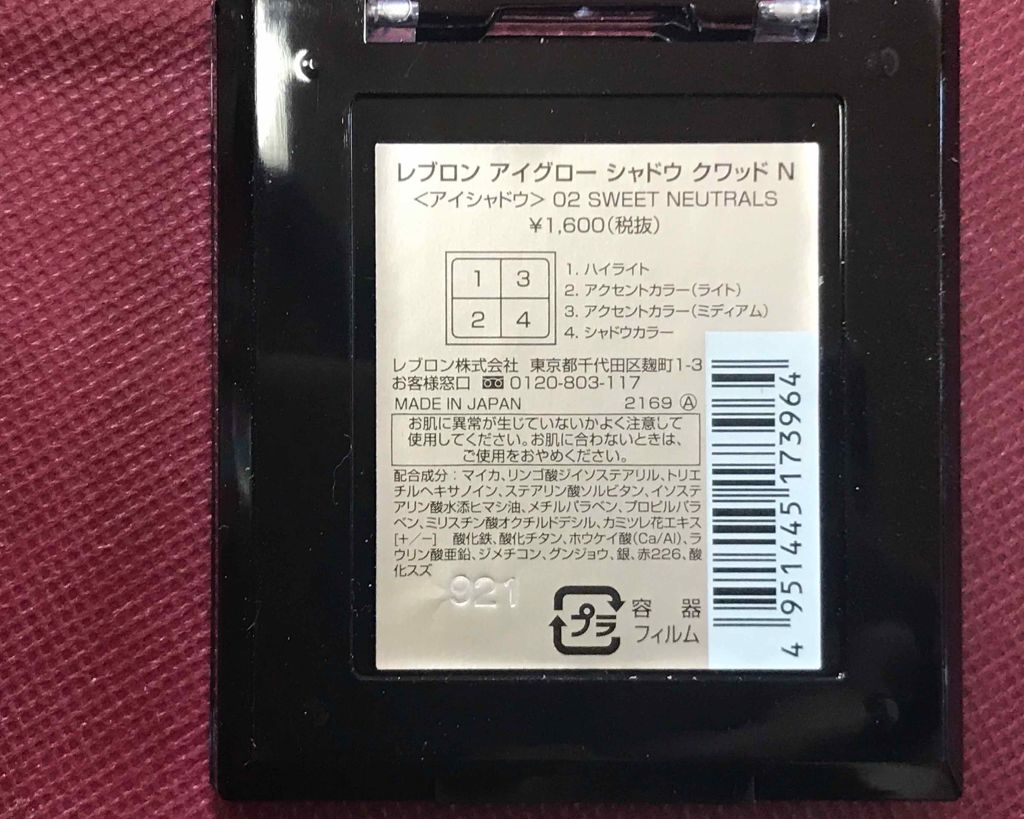 レブロン アイグロー シャドウ クワッド N
<アイシャドウ> 02 SWEET NEUTRALS
¥1,600(税抜)
1 3
2 4
1. ハイライト
2. アクセントカラー(ライト)
3. アクセントカラー(ミディアム)
4. シャドウカラー
レブロン株式会社 東京都千代田区麹町1-3
お客様窓口 0120-803-117
MADE IN JAPAN 2169 Ⓐ
お肌に異常が生じていないかよく注意して
使用してください。お肌に合わないときは、
ご使用をおやめください。
配合成分:マイカ、リンゴ酸ジイソステアリル、トリエ
チルヘキサノイン、ステアリン酸ソルビタン、イソステ
アリン酸水添ヒマシ油、メチルパラベン、プロピルパラ
ベン、ミリスチン酸オクチルドデシル、カミツレ花エキス
[+/-] 酸化鉄、酸化チタン、ホウケイ酸(Ca/Al)、ラ
ウリン酸亜鉛、ジメチコン、グンジョウ、銀、赤226、酸
化スズ
921
プラ
容器
フィルム
4951445173964